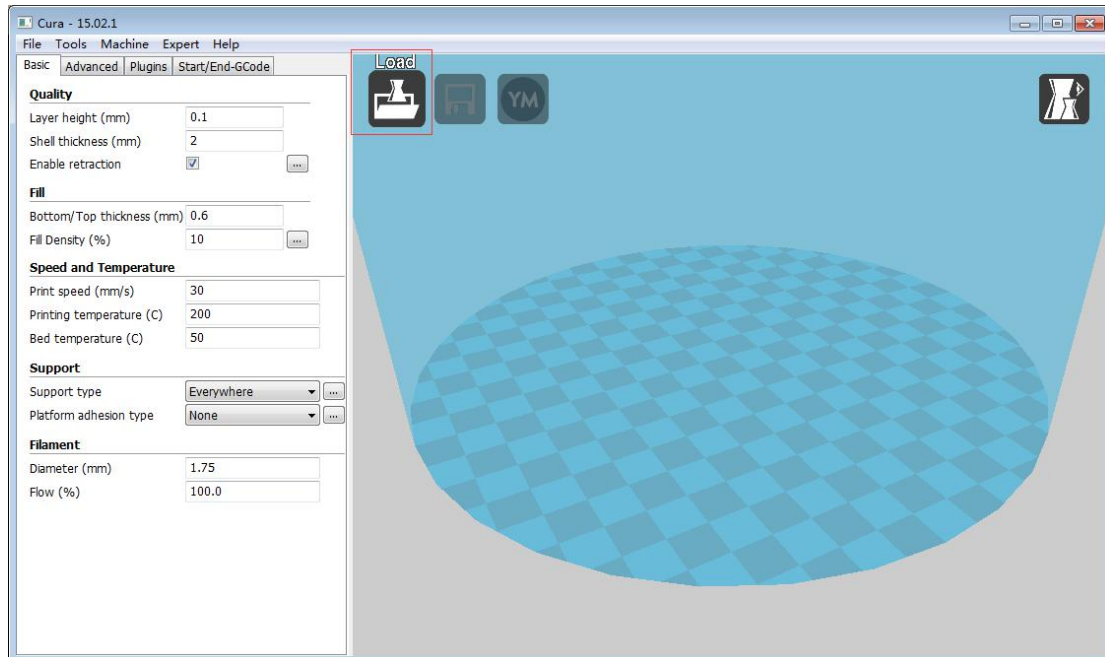 Cura - 15.02.1
File Tools Machine Expert Help
Basic Advanced Plugins Start/End-GCode
Load
YM
Quality
Layer height (mm) 0.1
Shell thickness (mm) 2
Enable retraction ...
Fill
Bottom/Top thickness (mm) 0.6
Fill Density (%) 10 ...
Speed and Temperature
Print speed (mm/s) 30
Printing temperature (C) 200
Bed temperature (C) 50
Support
Support type Everywhere ...
Platform adhesion type None ...
Filament
Diameter (mm) 1.75
Flow (%) 100.0